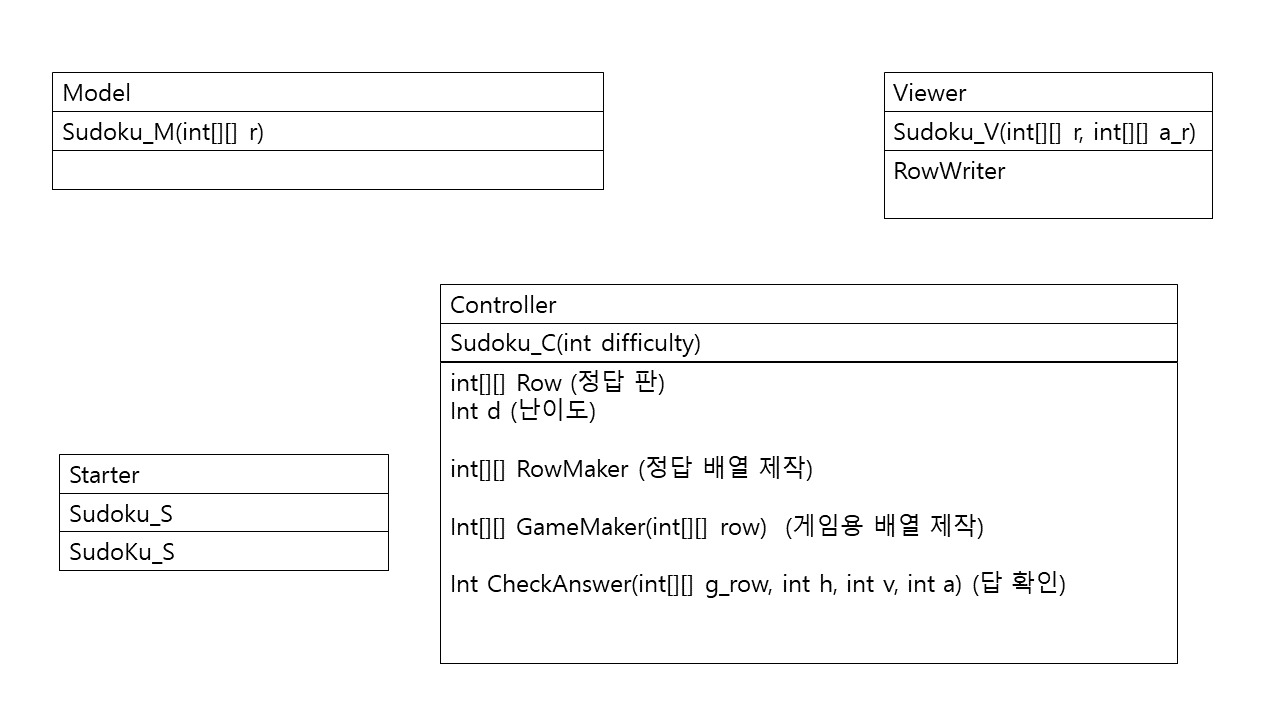 Model
Sudoku_M(int[][] r)
Viewer
Sudoku_V(int[][] r, int[][] a_r)
RowWriter
Controller
Sudoku_C(int difficulty)
int[][] Row (정답 판)
Int d (난이도)
int[][] RowMaker (정답 배열 제작)
Int[][] GameMaker(int[][] row) (게임용 배열 제작)
Int CheckAnswer(int[][] g_row, int h, int v, int a) (답 확인)
Starter
Sudoku_S
SudoKu_S